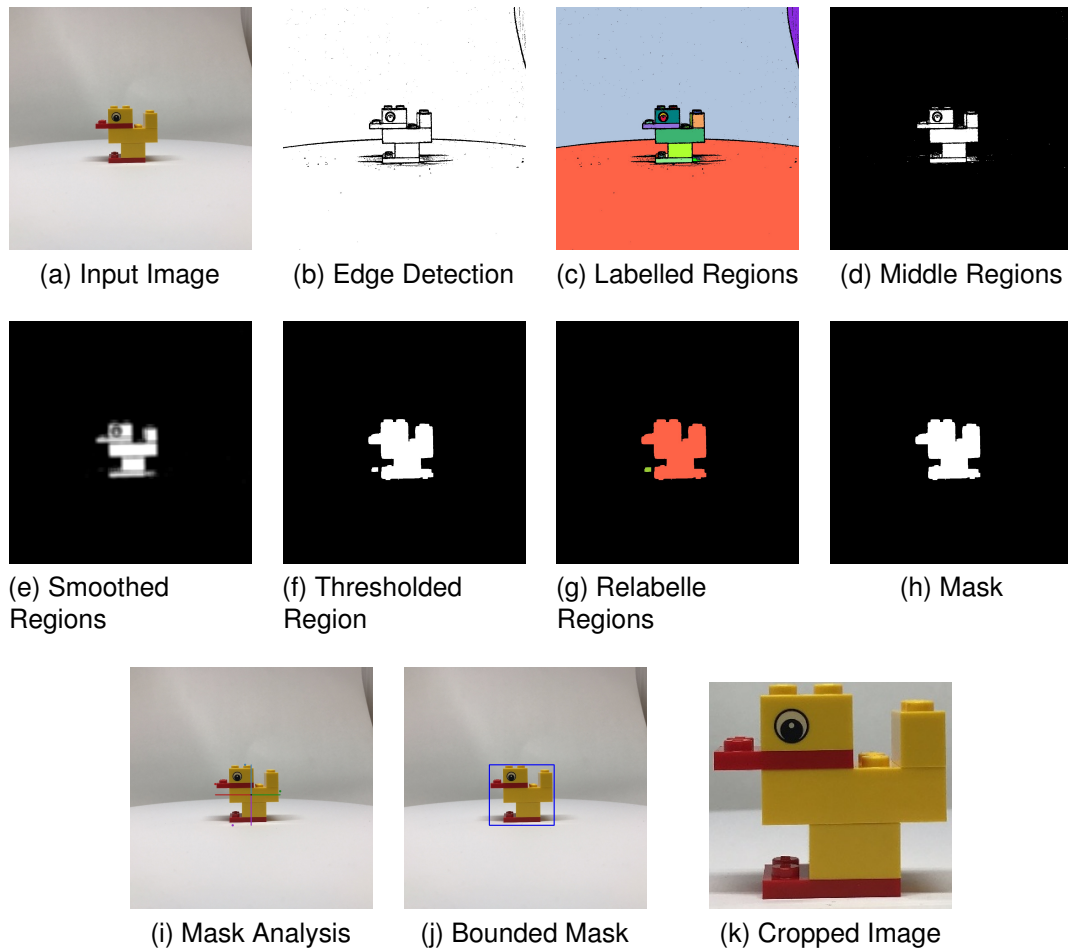 (a) Input Image
(b) Edge Detection
(c) Labelled Regions
(d) Middle Regions
(e) Smoothed
Regions
(f) Thresholded
Region
(g) Relabelle
Regions
(h) Mask
(i) Mask Analysis
(j) Bounded Mask
(k) Cropped Image